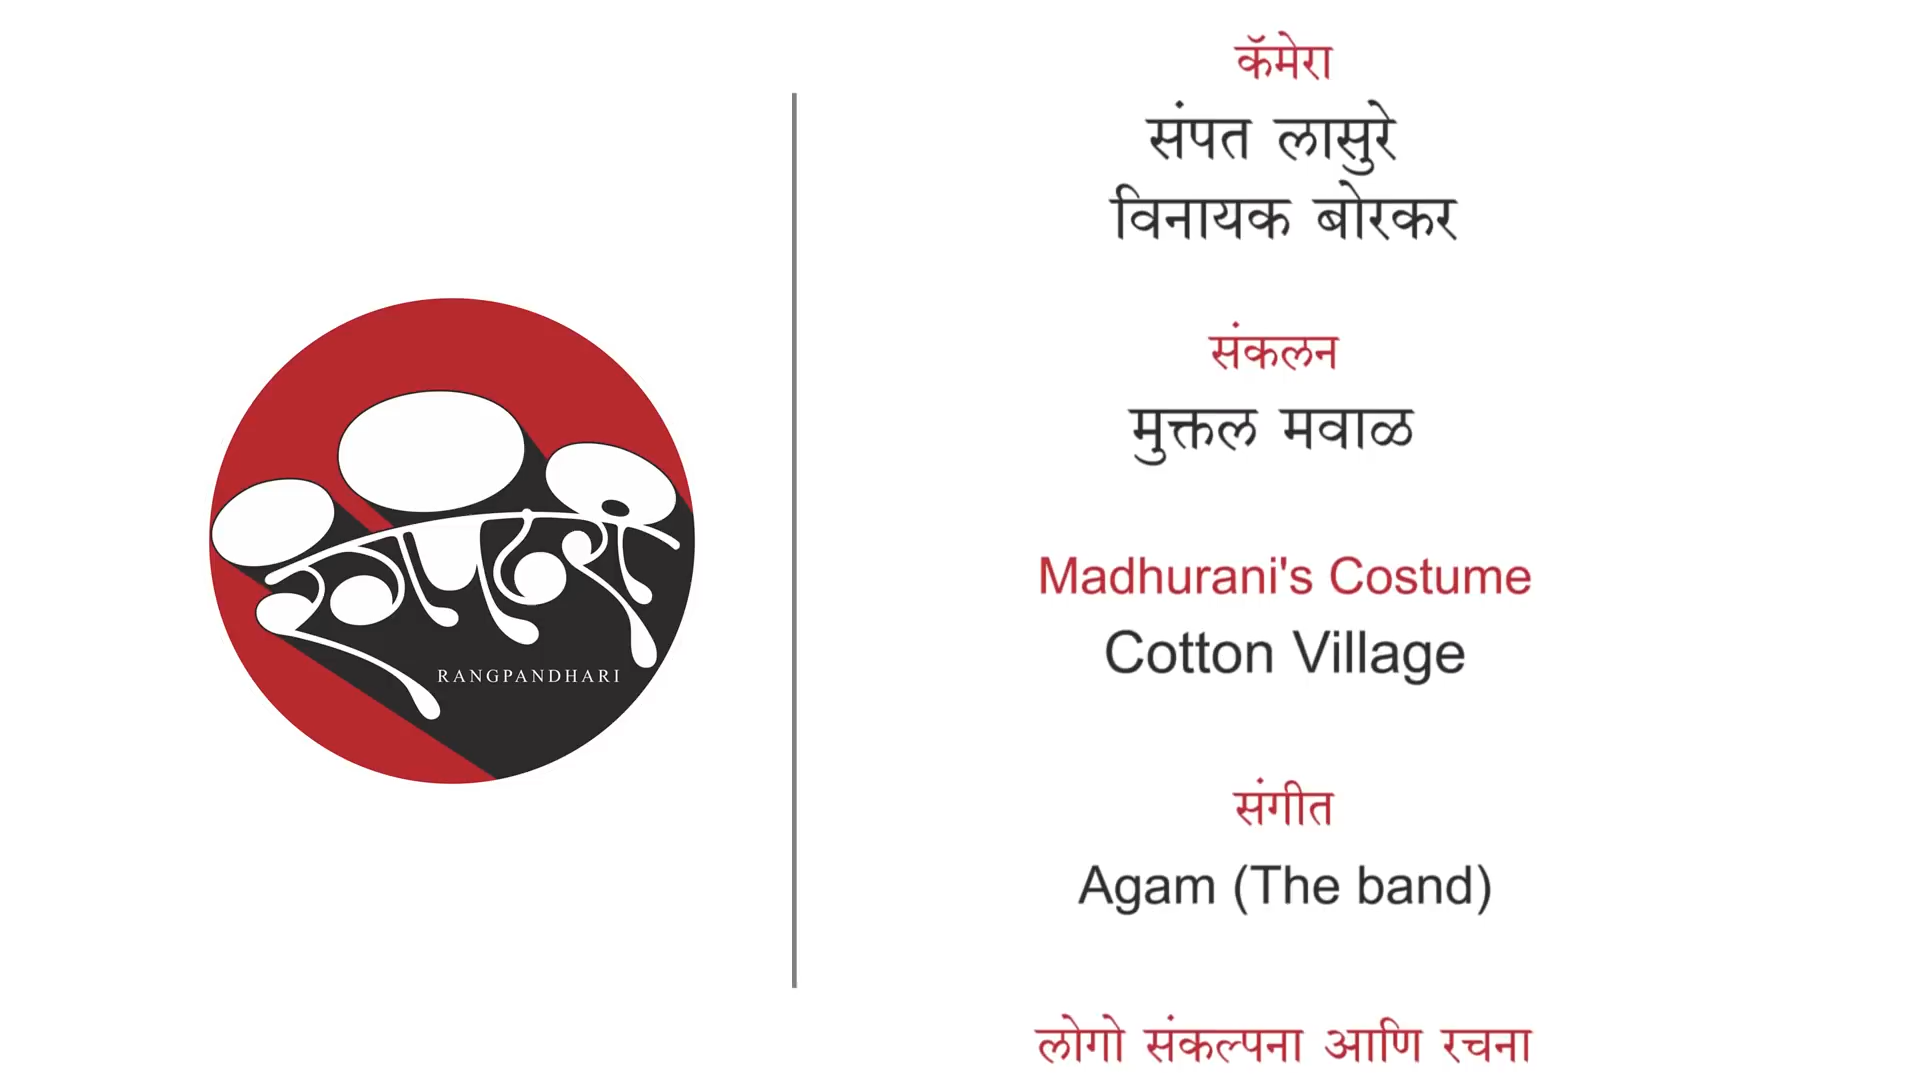 रंगपंढरी
RANGPANDHARI
कॅमेरा
संपत लासुरे
विनायक बोरकर
संकलन
मुक्तल मवाळ
Madhurani's Costume
Cotton Village
संगीत
Agam (The band)
लोगो संकल्पना आणि रचना